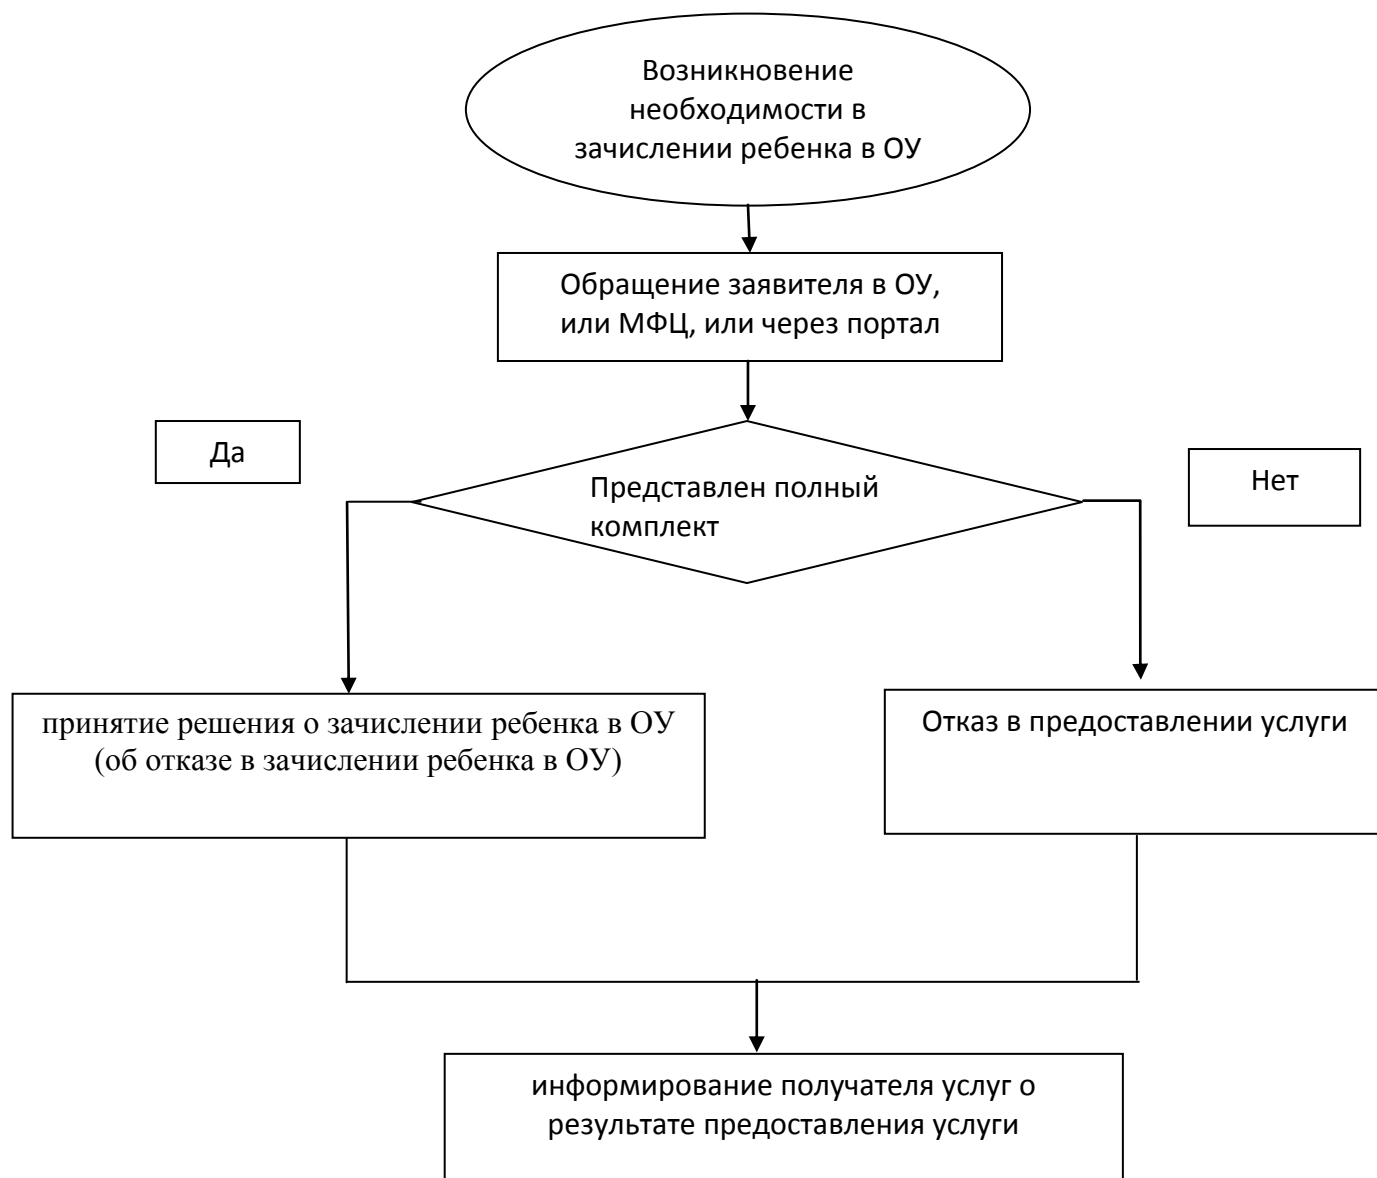 Возникновение
необходимости в
зачислении ребенка в ОУ
Обращение заявителя в ОУ,
или МФЦ, или через портал
Да
Представлен полный
комплект
Нет
принятие решения о зачислении ребенка в ОУ
(об отказе в зачислении ребенка в ОУ)
Отказ в предоставлении услуги
информирование получателя услуг о
результате предоставления услуги